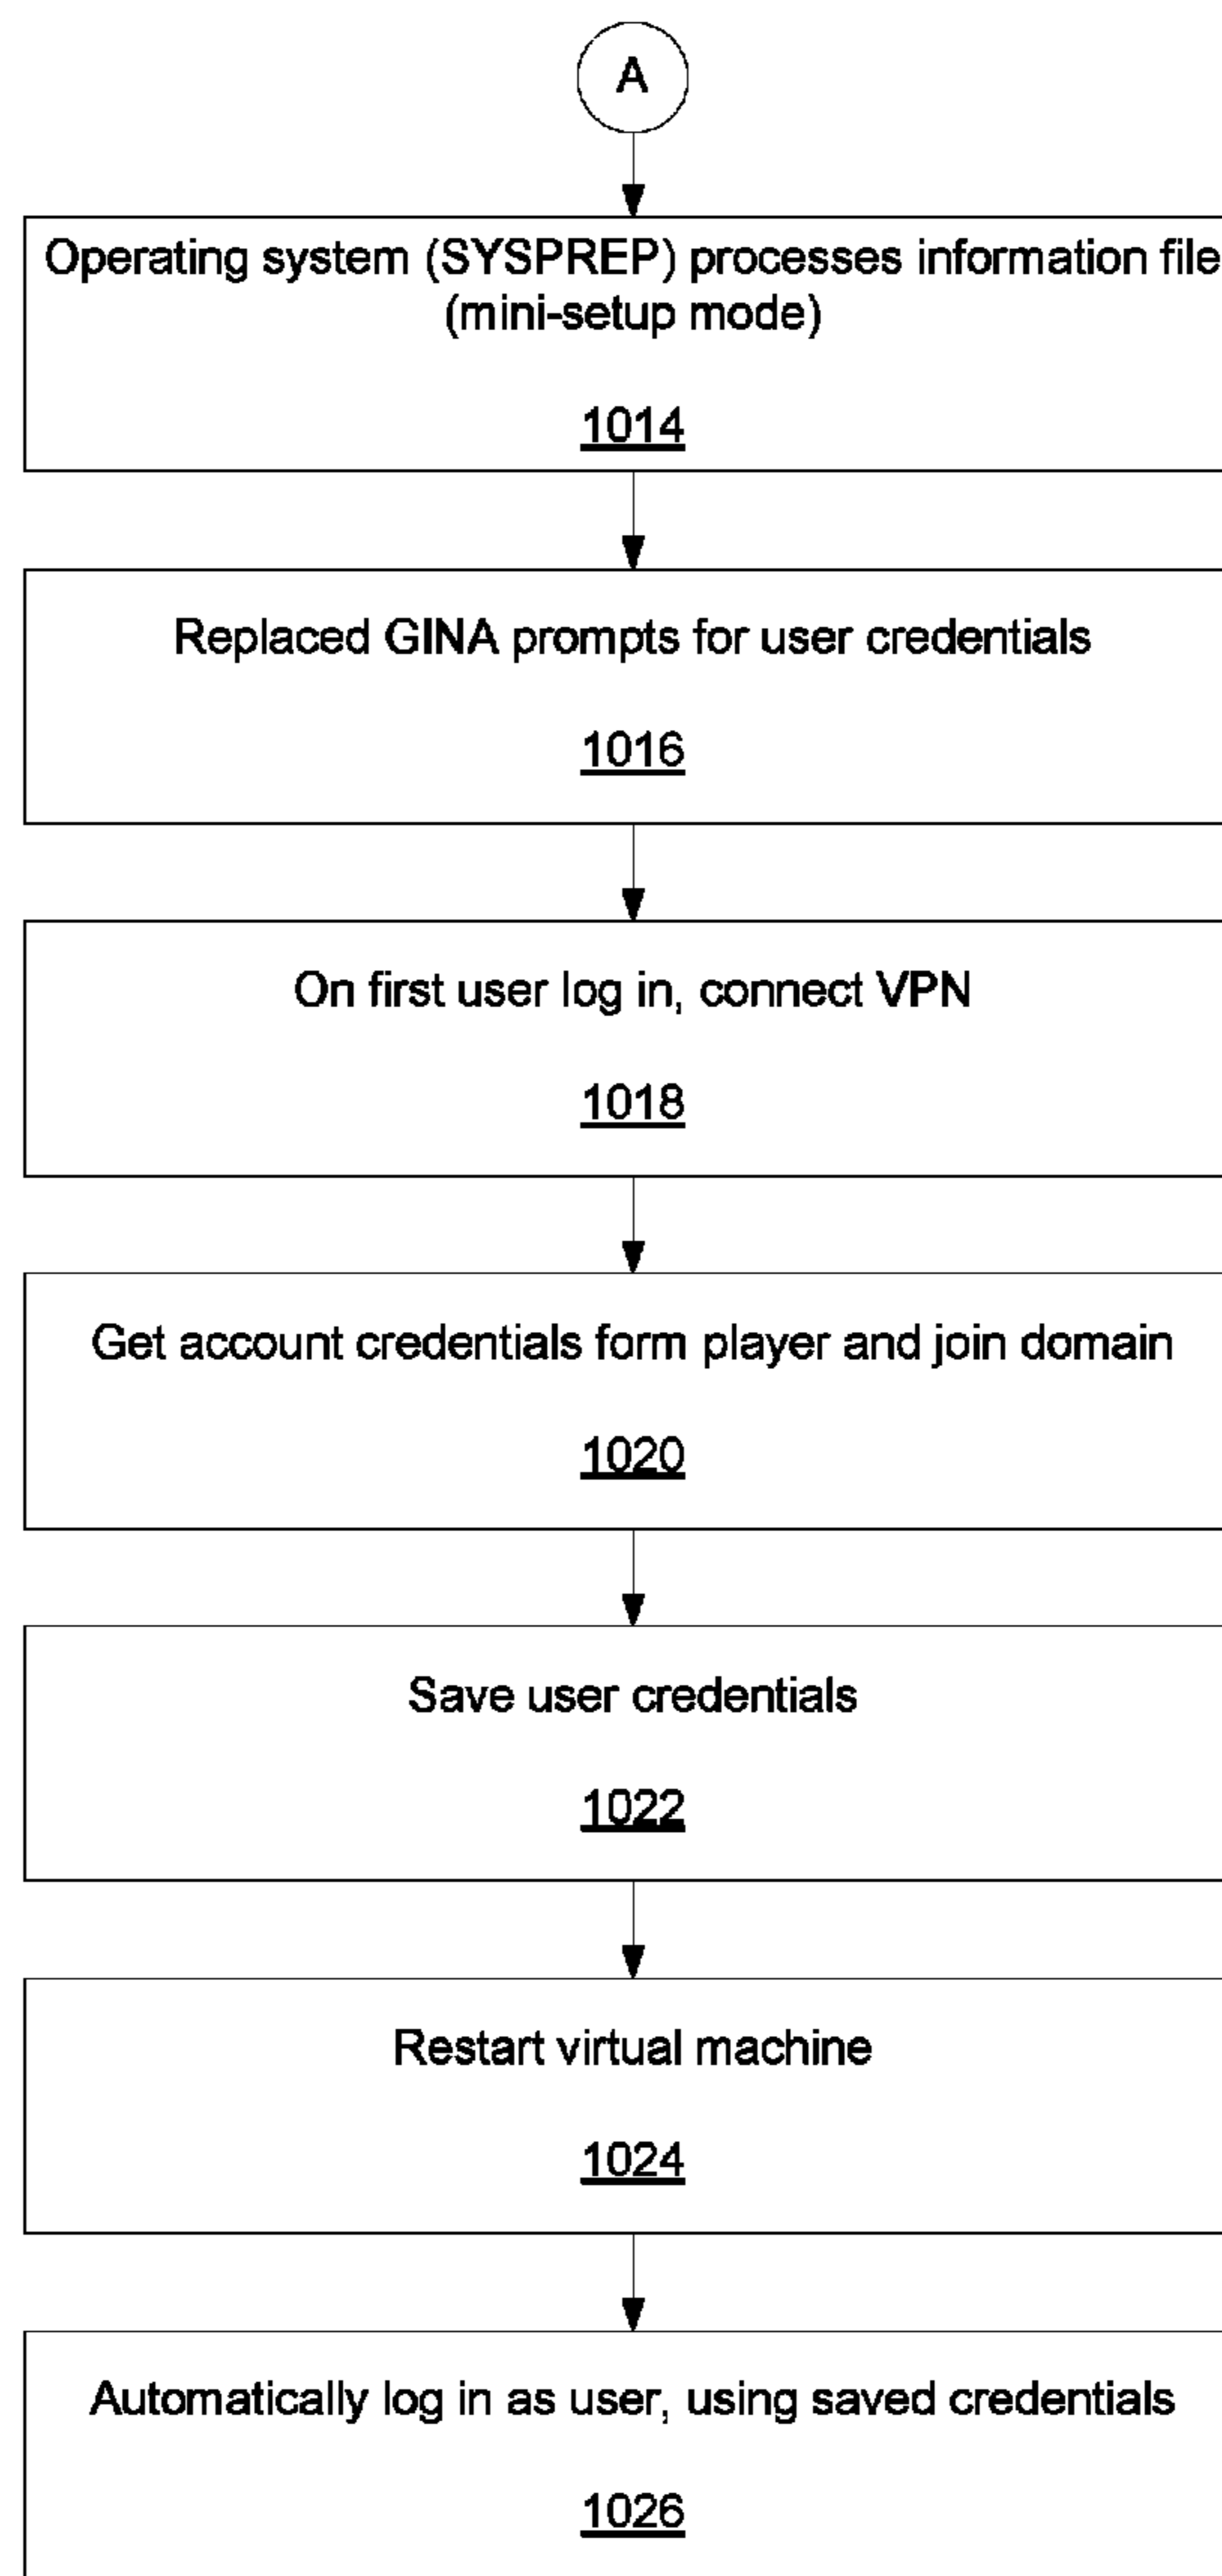 A
Operating system (SYSPREP) processes information file
(mini-setup mode)
1014
Replaced GINA prompts for user credentials
1016
On first user log in, connect VPN
1018
Get account credentials form player and join domain
1020
Save user credentials
1022
Restart virtual machine
1024
Automatically log in as user, using saved credentials
1026